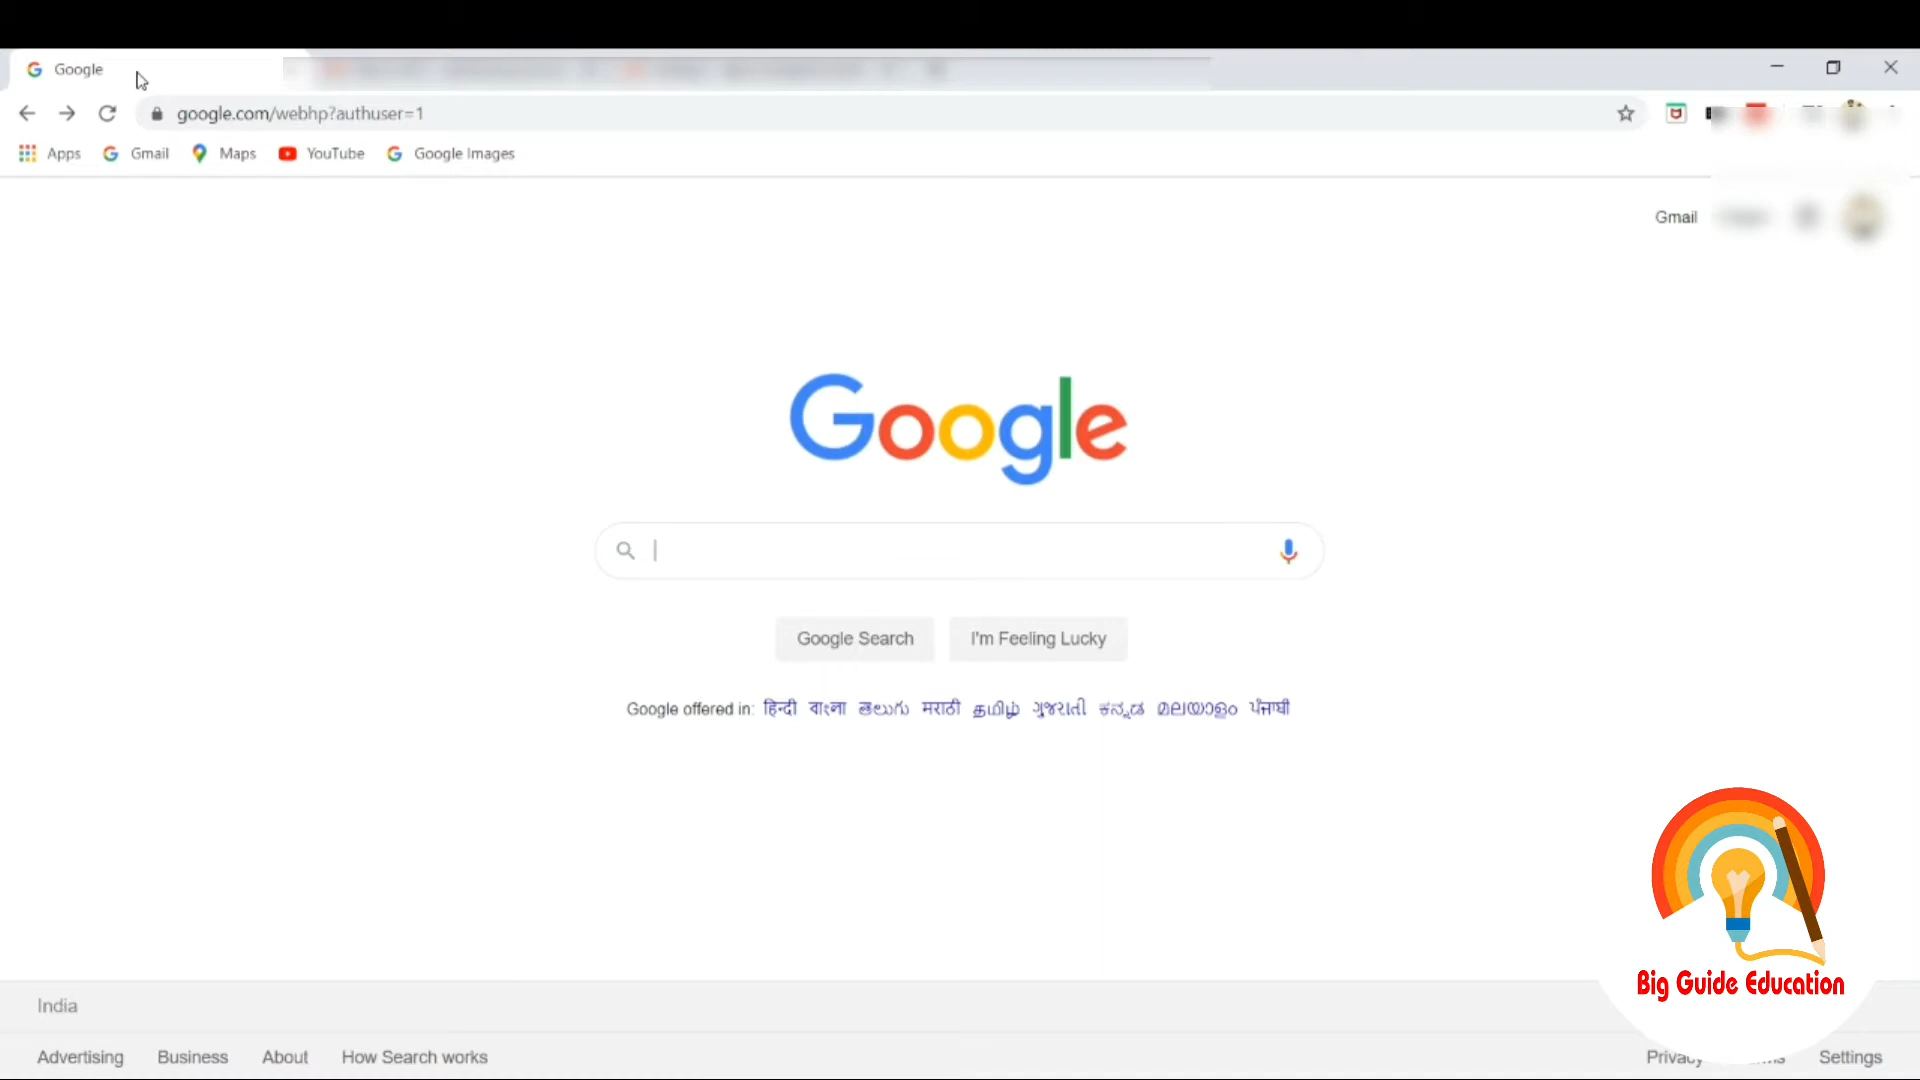 Google
google.com/webhp?authuser=1
Apps Gmail Maps YouTube Google Images
Gmail
Google
Google Search I'm Feeling Lucky
Google offered in: हिन्दी বাংলা తెలుగు मराठी தமிழ் ગુજરાતી ಕನ್ನಡ മലയാളം ਪੰਜਾਬੀ
Big Guide Education
India
Advertising Business About How Search works Privacy Settings